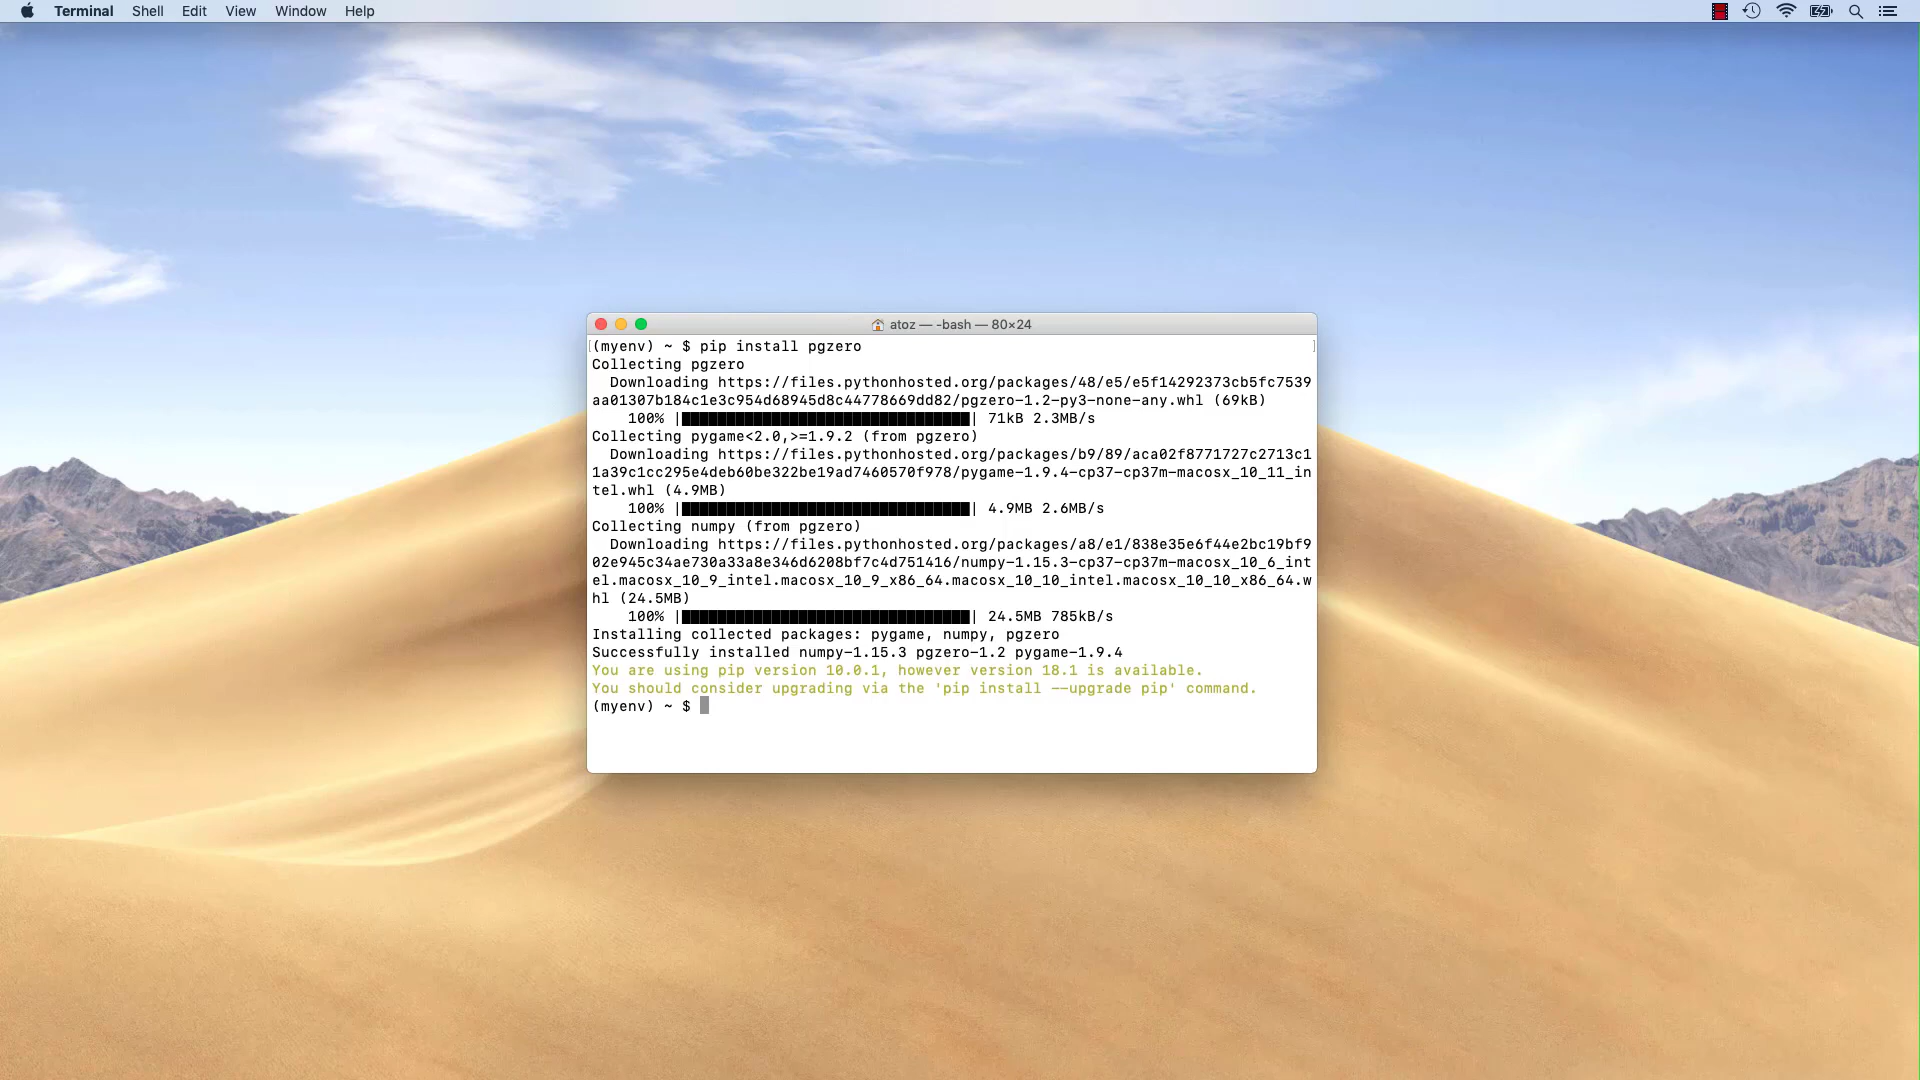 Terminal Shell Edit View Window Help
atoz — -bash — 80×24
(myenv) ~ $ pip install pgzero
Collecting pgzero
  Downloading https://files.pythonhosted.org/packages/48/e5/e5f14292373cb5fc7539
aa01307b184c1e3c954d68945d8c44778669dd82/pgzero-1.2-py3-none-any.whl (69kB)
    100% |████████████████████████████████| 71kB 2.3MB/s
Collecting pygame<2.0,>=1.9.2 (from pgzero)
  Downloading https://files.pythonhosted.org/packages/b9/89/aca02f8771727c2713c1
1a39c1cc295e4deb60be322be19ad7460570f978/pygame-1.9.4-cp37-cp37m-macosx_10_11_in
tel.whl (4.9MB)
    100% |████████████████████████████████| 4.9MB 2.6MB/s
Collecting numpy (from pgzero)
  Downloading https://files.pythonhosted.org/packages/a8/e1/838e35e6f44e2bc19bf9
02e945c34ae730a33a8e346d6208bf7c4d751416/numpy-1.15.3-cp37-cp37m-macosx_10_6_int
el.macosx_10_9_intel.macosx_10_9_x86_64.macosx_10_10_intel.macosx_10_10_x86_64.w
hl (24.5MB)
    100% |████████████████████████████████| 24.5MB 785kB/s
Installing collected packages: pygame, numpy, pgzero
Successfully installed numpy-1.15.3 pgzero-1.2 pygame-1.9.4
You are using pip version 10.0.1, however version 18.1 is available.
You should consider upgrading via the 'pip install --upgrade pip' command.
(myenv) ~ $